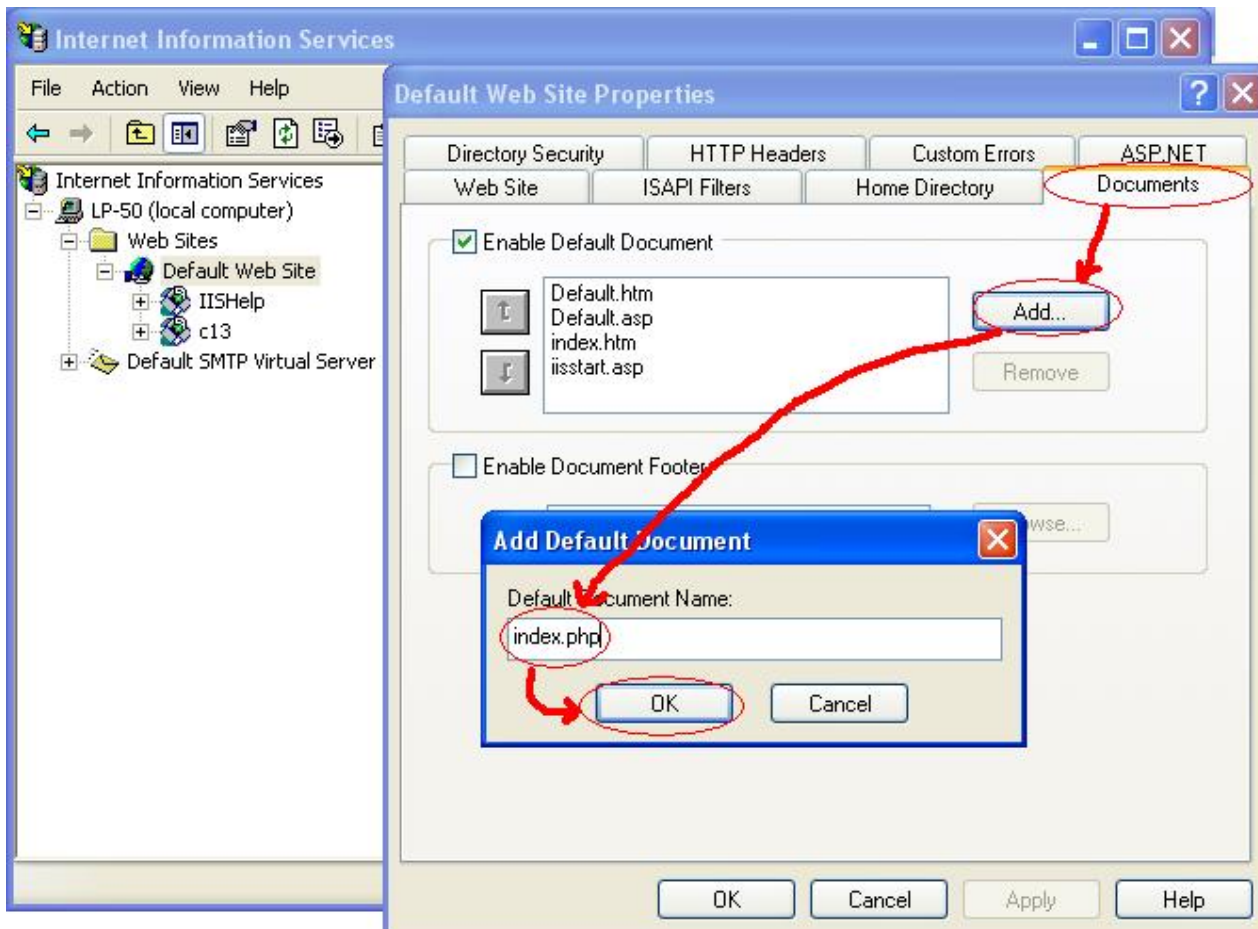 Internet Information Services
File Action View Help
Internet Information Services
LP-50 (local computer)
Web Sites
Default Web Site
IISHelp
c13
Default SMTP Virtual Server
Default Web Site Properties
Directory Security HTTP Headers Custom Errors ASP.NET
Web Site ISAPI Filters Home Directory Documents
Enable Default Document
Default.htm
Default.asp
index.htm
iisstart.asp
Add...
Remove
Enable Document Footer
Add Default Document
Default Document Name:
index.php
OK Cancel
OK Cancel Apply Help